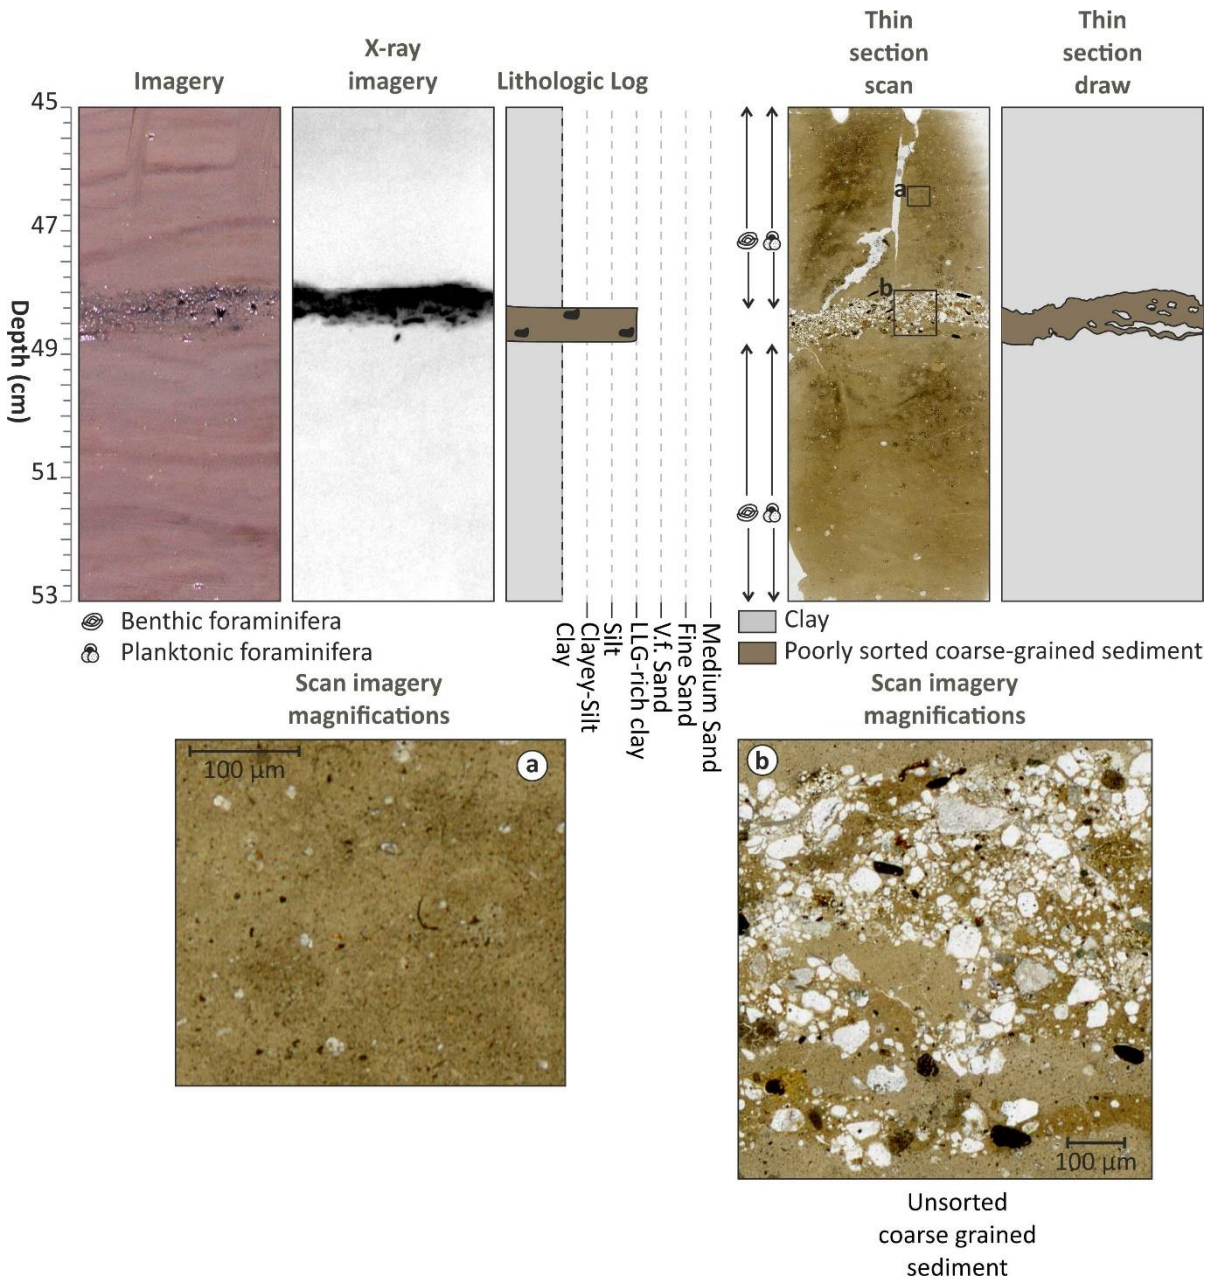 Imagery
X-ray
imagery
Lithologic Log
Thin
section
scan
Thin
section
draw
Depth (cm)
45
47
49
51
53
a
b
Benthic foraminifera
Planktonic foraminifera
Clay
Clayey-Silt
Silt
LLG-rich clay
V.f. Sand
Fine Sand
Medium Sand
Clay
Poorly sorted coarse-grained sediment
Scan imagery
magnifications
Scan imagery
magnifications
100 µm
a
b
100 µm
Unsorted
coarse grained
sediment